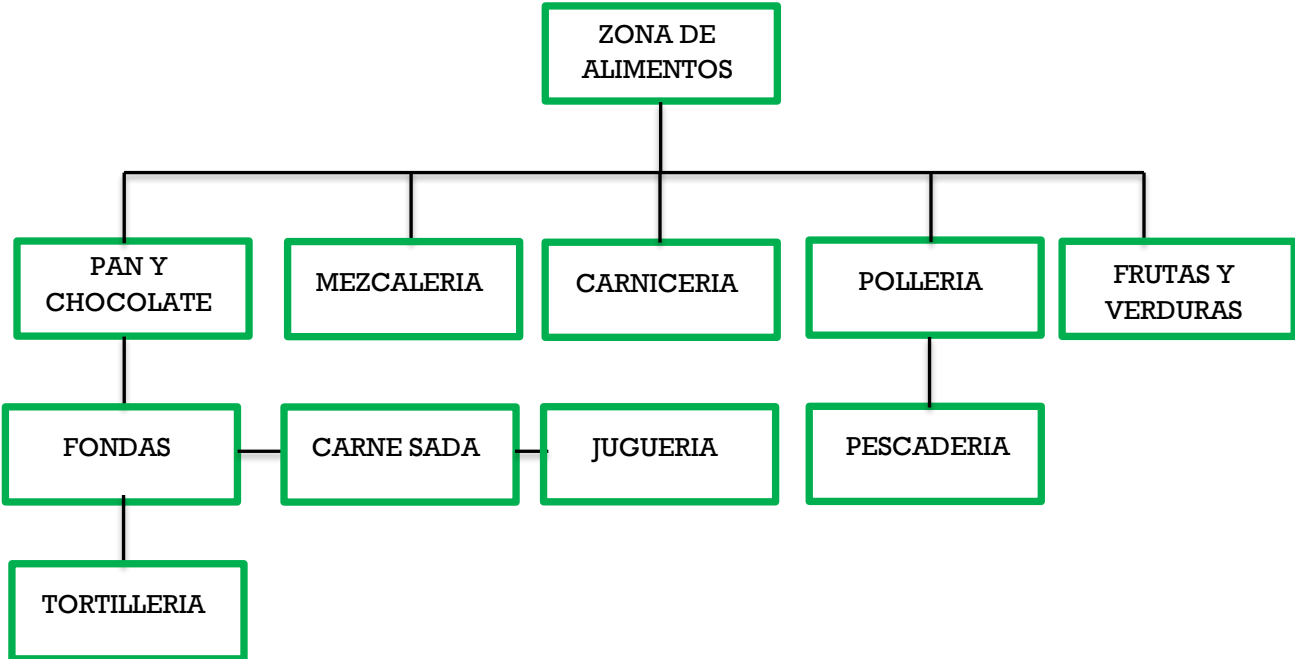 ZONA DE
ALIMENTOS
PAN Y
CHOCOLATE
MEZCALERIA
CARNICERIA
POLLERIA
FRUTAS Y
VERDURAS
FONDAS
CARNE SADA
JUGUERIA
PESCADERIA
TORTILLERIA